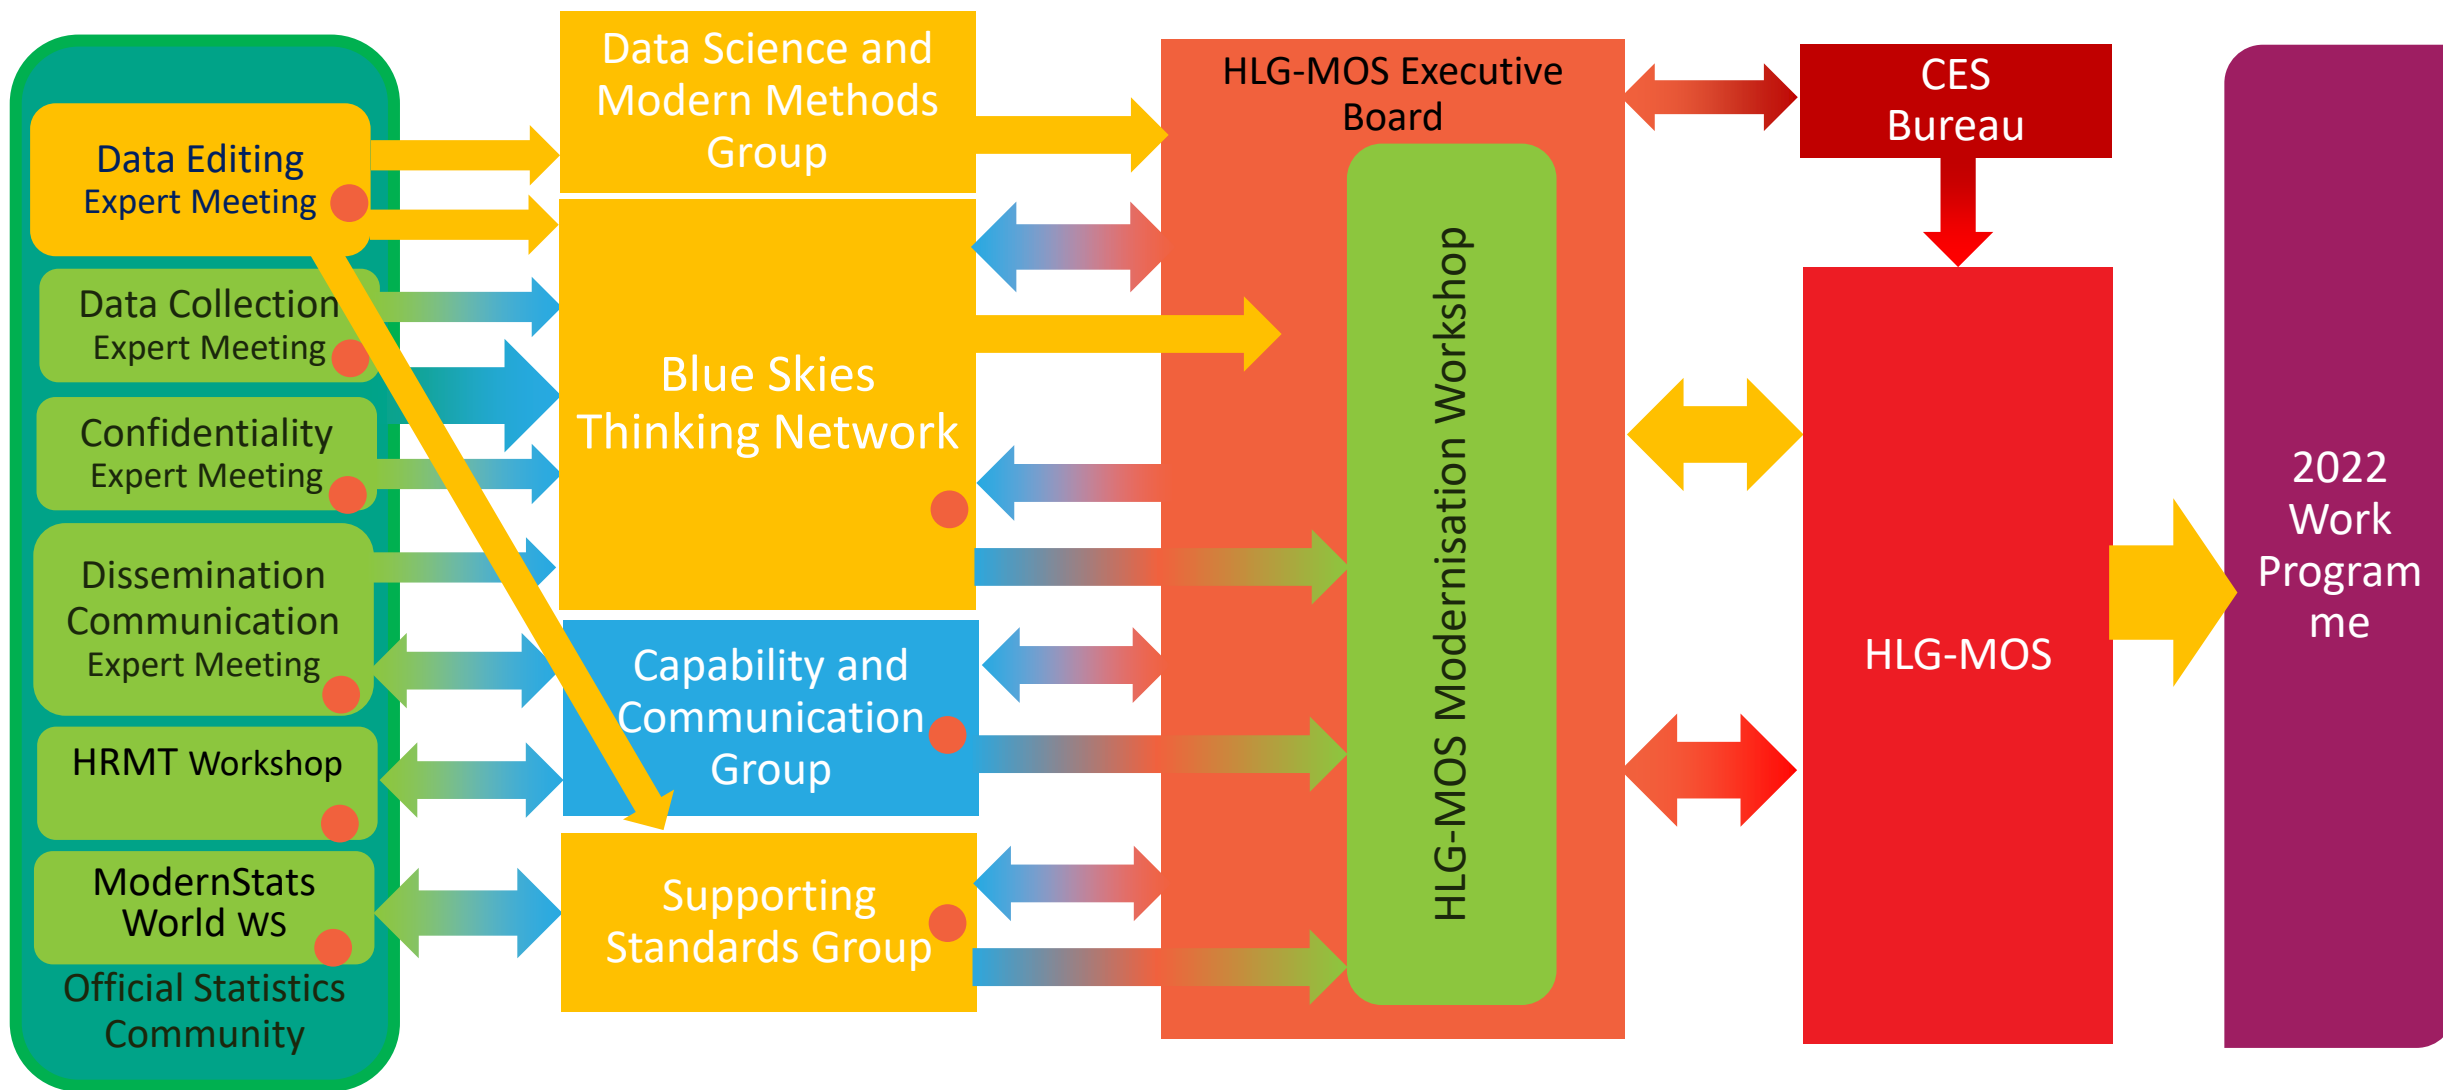 Data Editing
Expert Meeting
Data Collection
Expert Meeting
Confidentiality
Expert Meeting
Dissemination
Communication
Expert Meeting
HRMT Workshop
ModernStats
World WS
Official Statistics
Community
Data Science and
Modern Methods
Group
Blue Skies
Thinking Network
Capability and
Communication
Group
Supporting
Standards Group
HLG-MOS Executive
Board
HLG-MOS Modernisation Workshop
CES
Bureau
HLG-MOS
2022
Work
Program
me